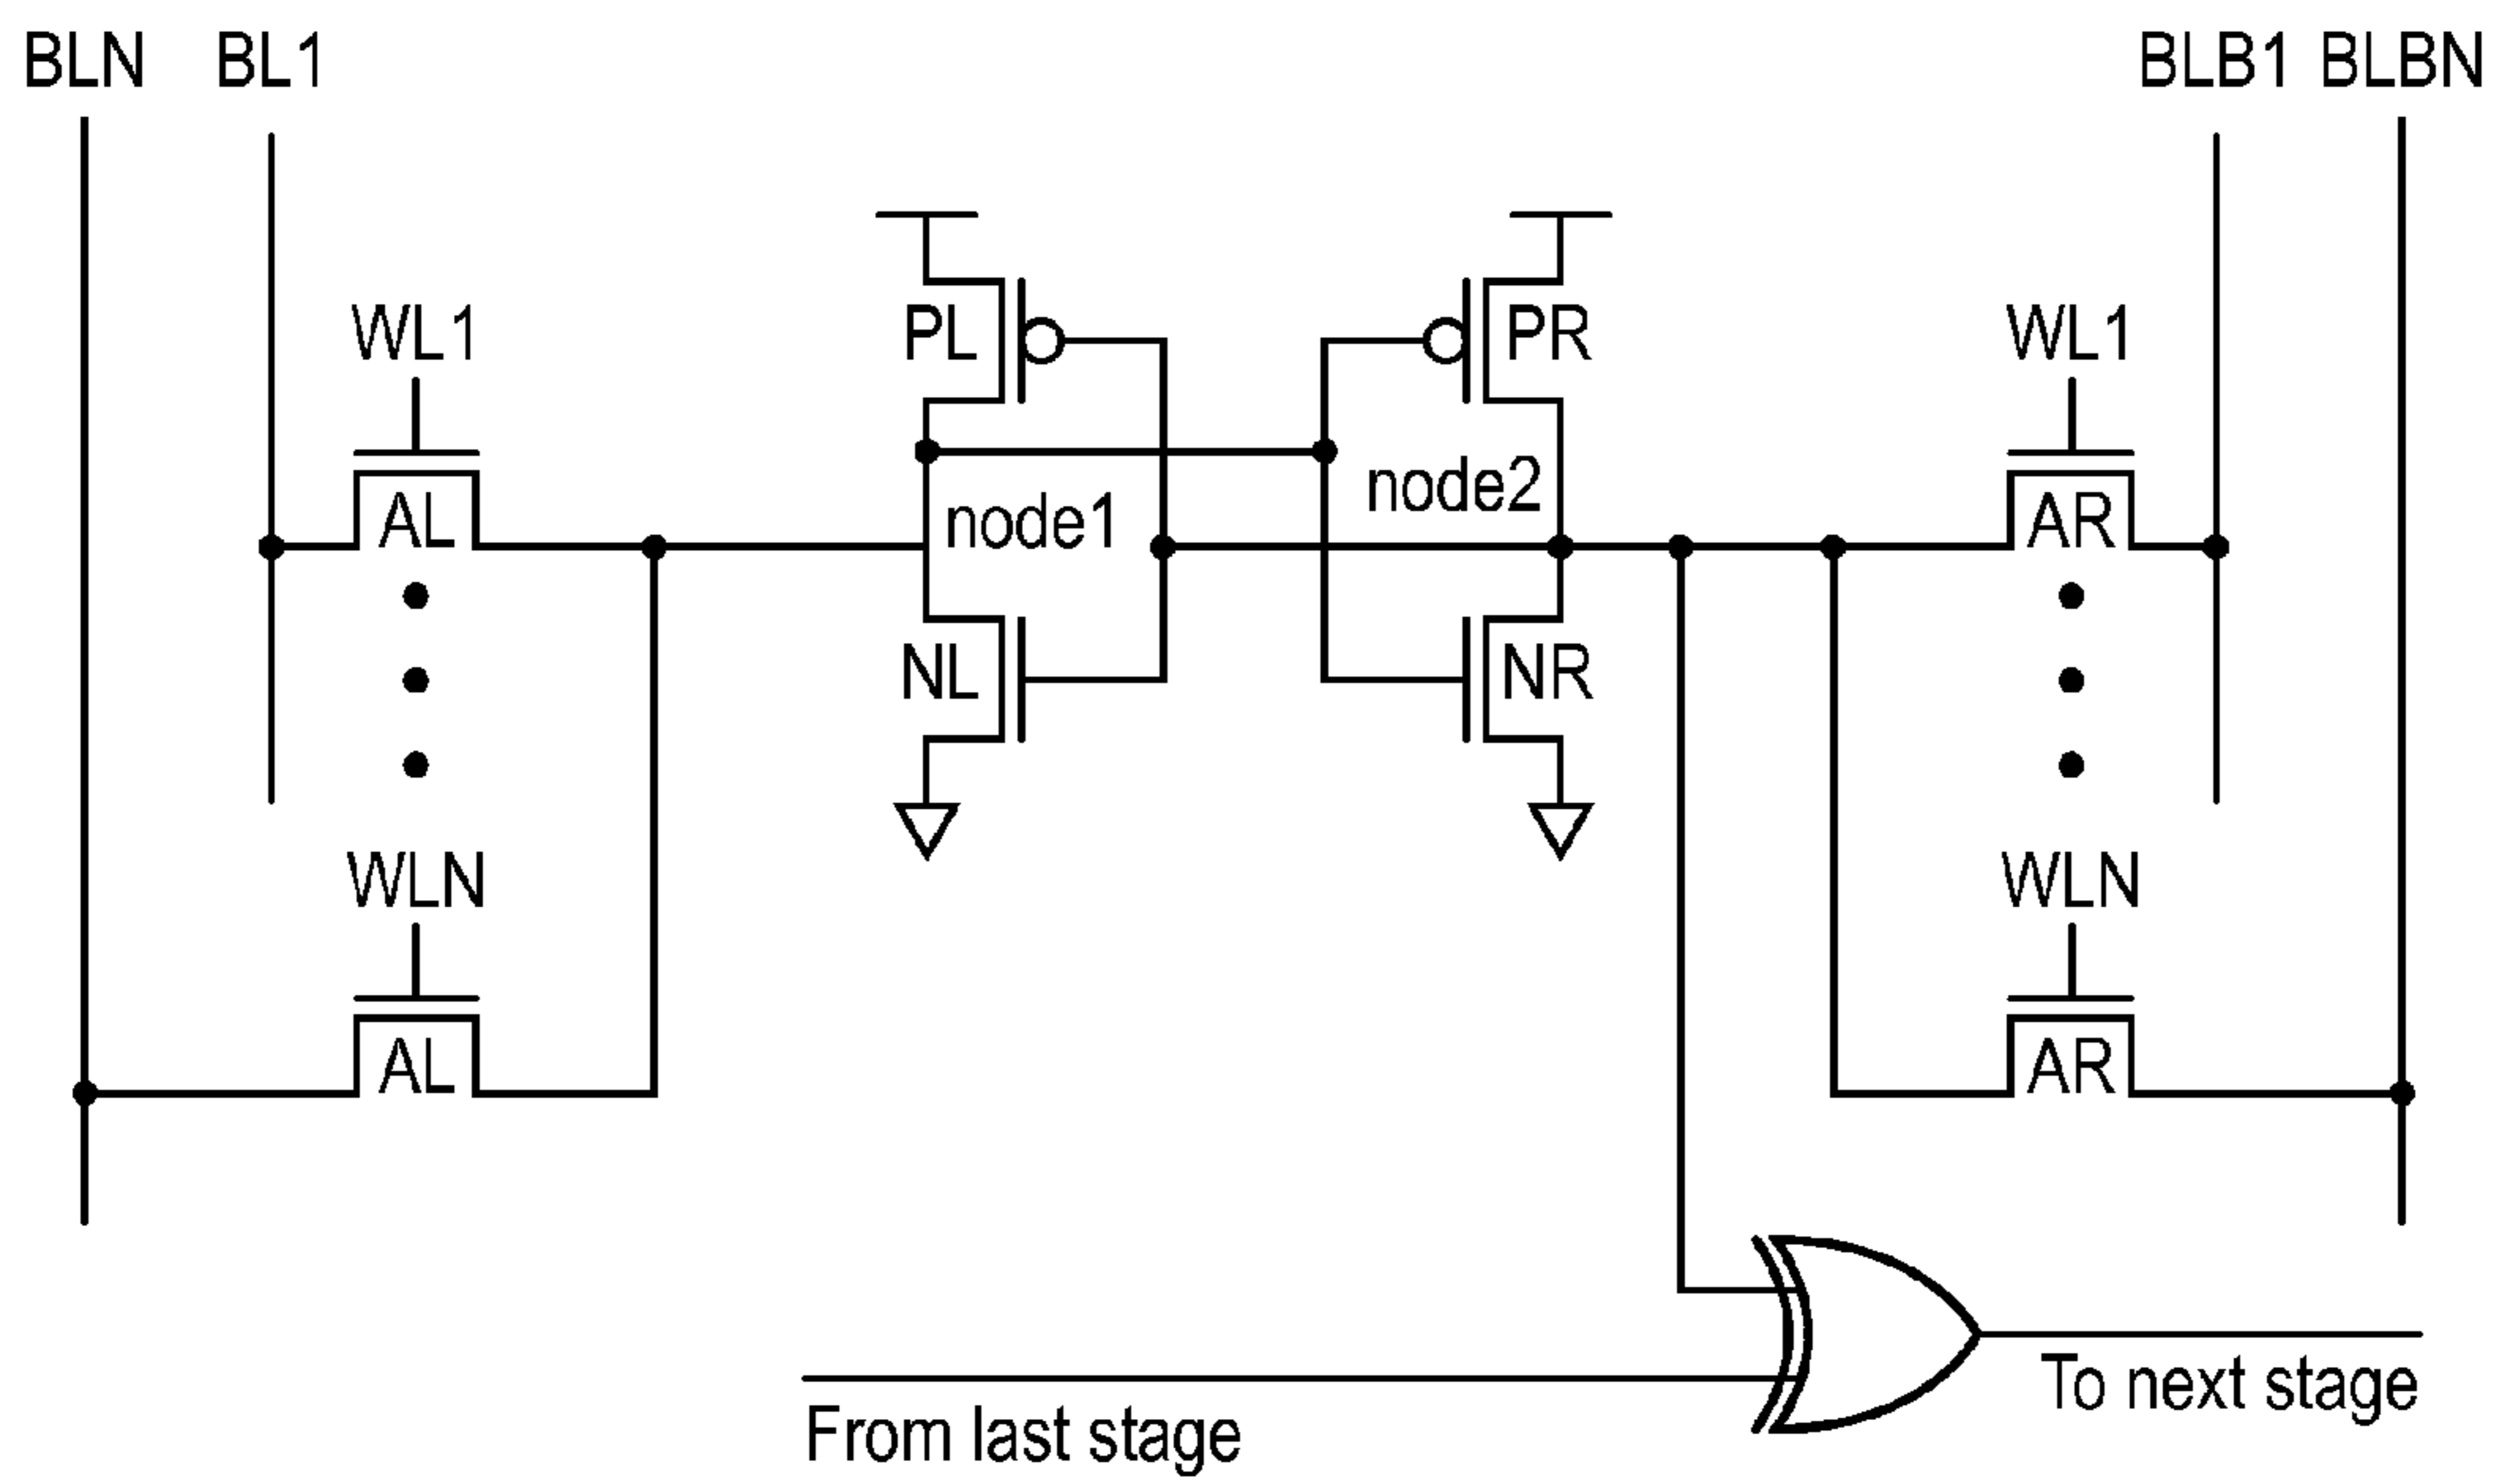 BLN BL1 BLB1 BLBN
WL1 PL PR WL1
AL node1 node2 AR
NL NR
WLN WLN
AL AR
To next stage
From last stage